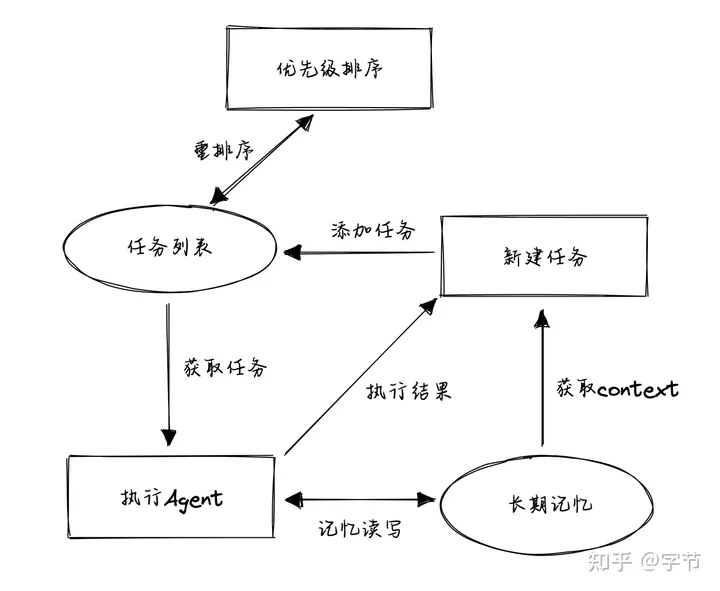 优先级排序
重排序
任务列表
添加任务
新建任务
获取任务
执行结果
获取context
执行Agent
记忆读写
长期记忆
知乎 @字节